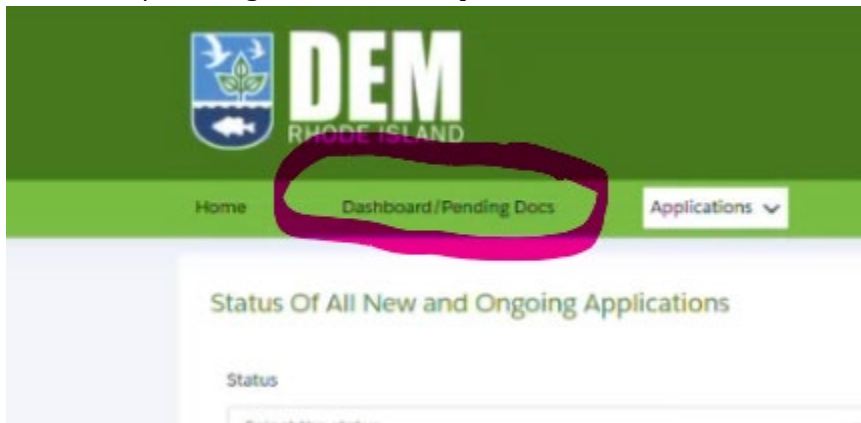 DEM
RHODE ISLAND
Home Dashboard/Pending Docs Applications
Status Of All New and Ongoing Applications
Status